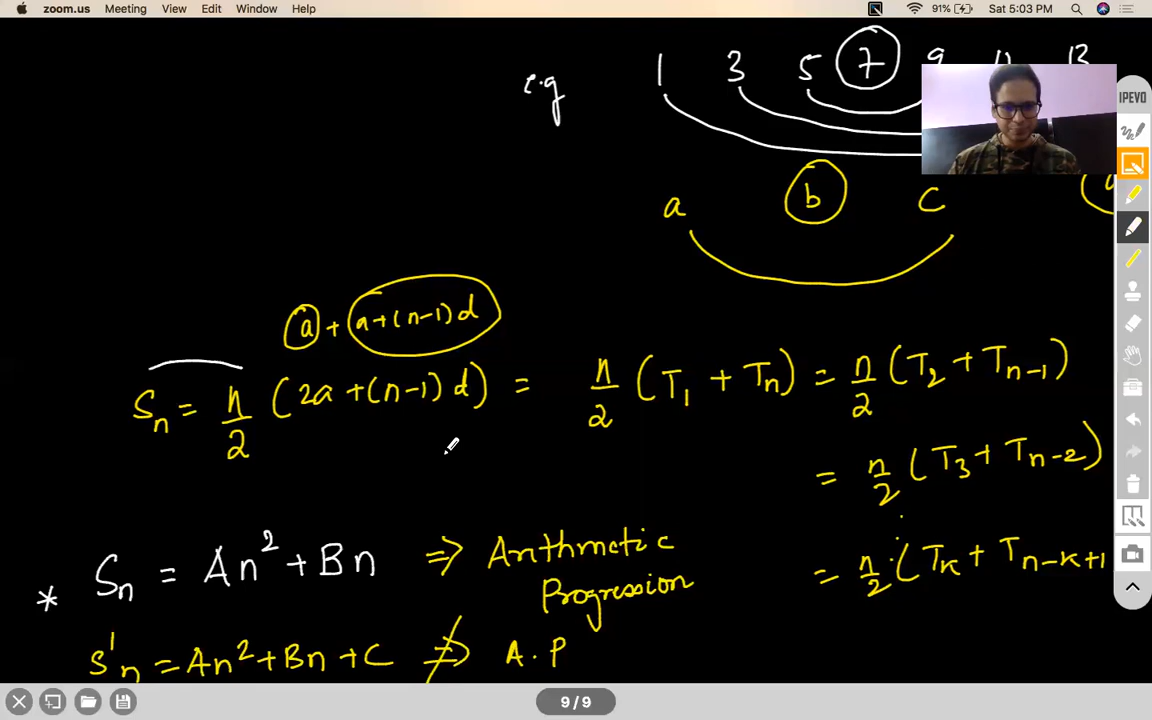 zoom.us Meeting View Edit Window Help 91% Sat 5:03 PM
e.g 1 3 5 7 9 11 13
IPEVO
a b c
a + a+(n-1)d
Sn = n/2 (2a+(n-1)d) = n/2 (T1 + Tn) = n/2 (T2 + Tn-1)
= n/2 (T3 + Tn-2)
* Sn = An² + Bn ⇒ Arithmetic
Progression
= n/2 (TK + Tn-K+1
S'n = An² + Bn + C ⇏ A.P
9/9